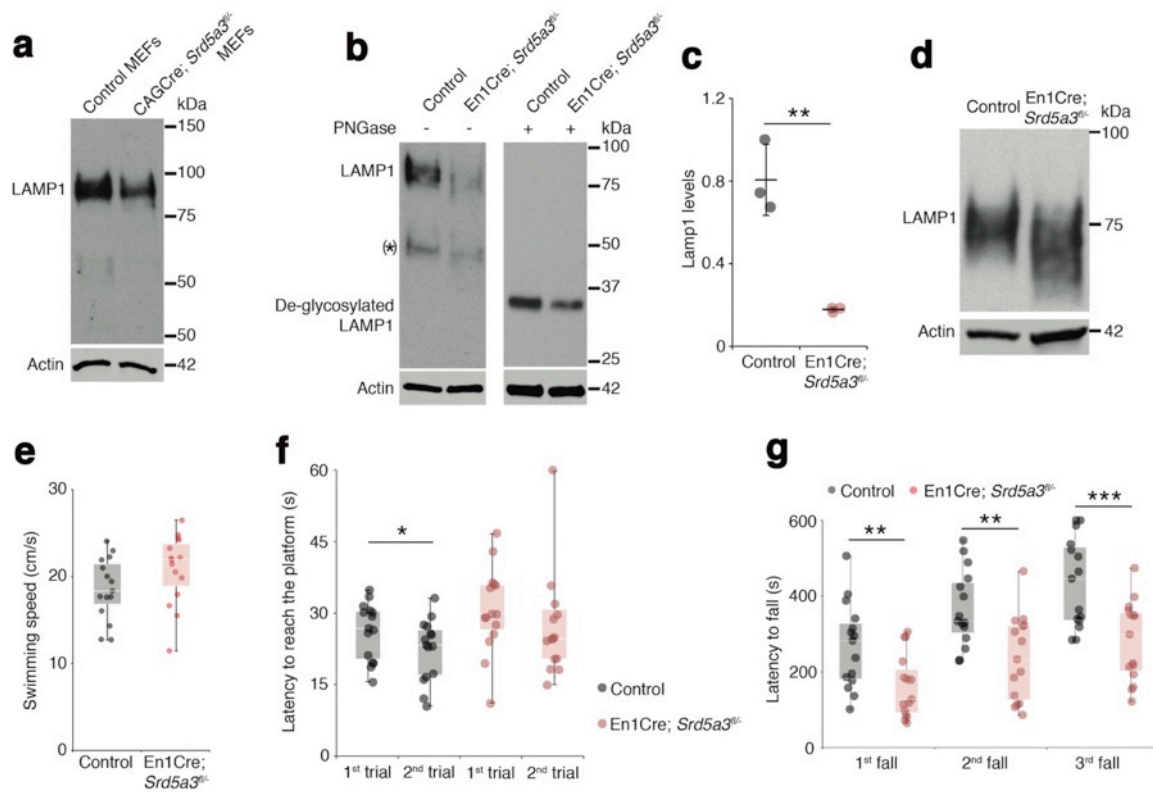 a
Control MEFs
CAGCre; Srd5a3fl/-
MEFs
kDa
150
LAMP1
100
75
50
50
Actin
42
b
Control
En1Cre; Srd5a3fl/-
Control
En1Cre; Srd5a3fl/-
PNGase - - + + kDa
LAMP1
(*)
De-glycosylated
LAMP1
100
75
50
37
25
Actin
42
c
**
Lamp1 levels
1.2
0.8
0.4
0
Control En1Cre;
Srd5a3fl/-
d
Control En1Cre;
Srd5a3fl/-
100
LAMP1
75
Actin
42
e
Swimming speed (cm/s)
30
20
10
0
Control En1Cre;
Srd5a3fl/-
f
Latency to reach the platform (s)
60
45
30
15
0
*
Control
En1Cre; Srd5a3fl/-
1st trial 2nd trial 1st trial 2nd trial
g
Control En1Cre; Srd5a3fl/-
Latency to fall (s)
600
400
200
0
** ** ***
1st fall 2nd fall 3rd fall